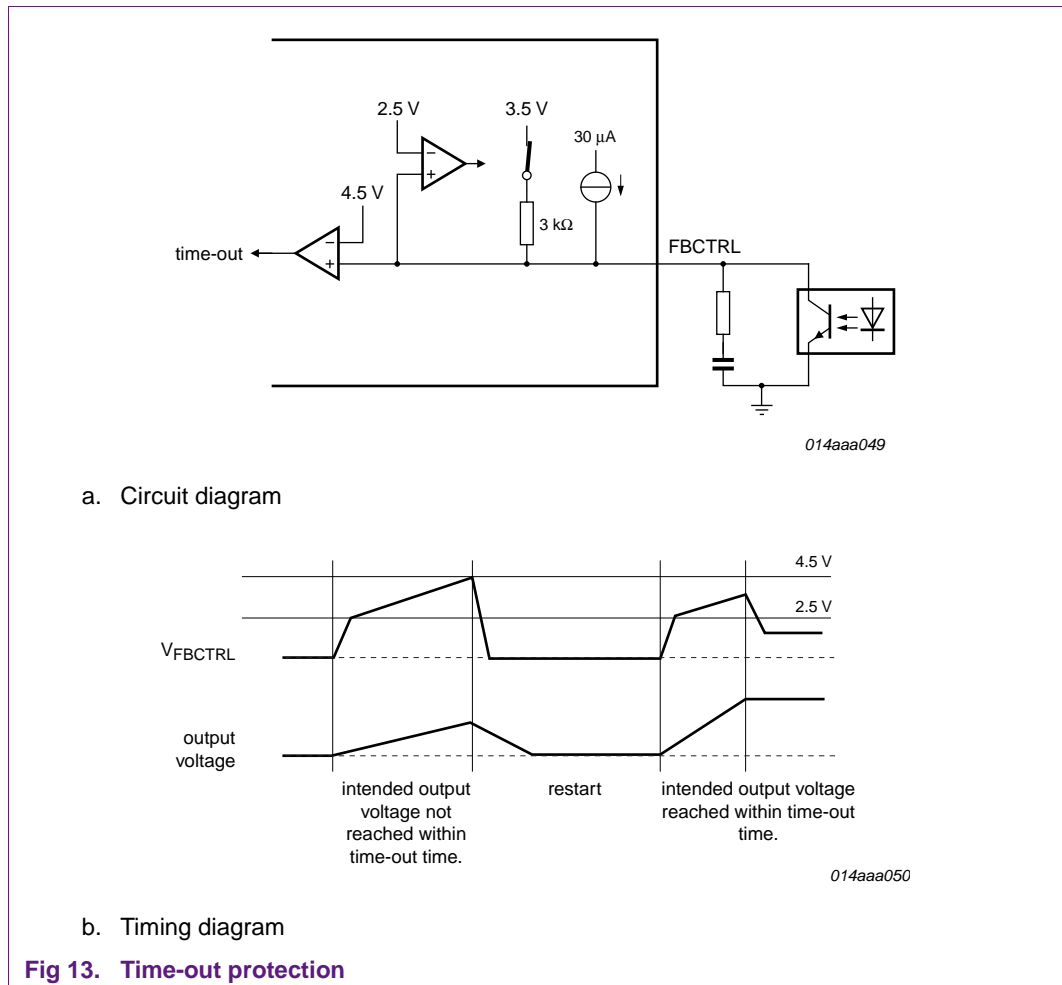 2.5 V
3.5 V
30 μA
4.5 V
3 kΩ
FBCTRL
time-out
−
+
−
+
014aaa049
a. Circuit diagram
4.5 V
2.5 V
VFBCTRL
output
voltage
intended output
voltage not
reached within
time-out time.
restart
intended output voltage
reached within time-out
time.
014aaa050
b. Timing diagram
Fig 13. Time-out protection